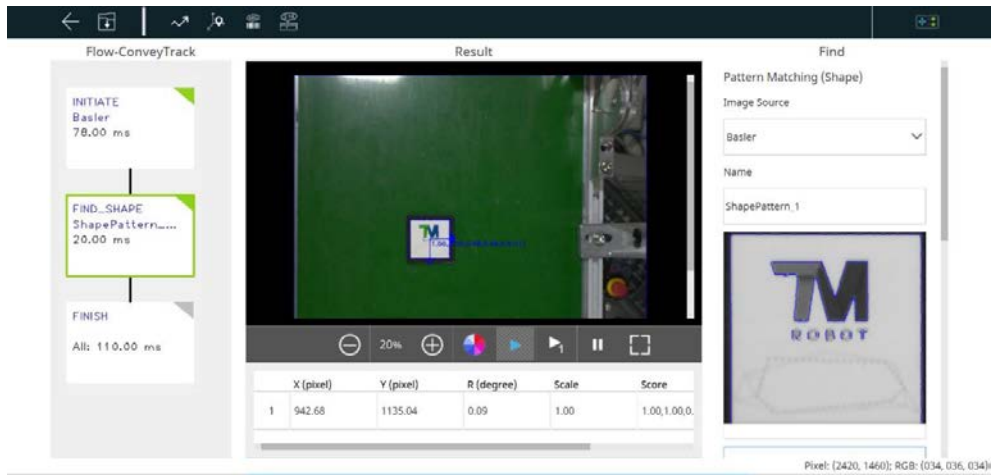 Flow-ConveyTrack
Result
Find
INITIATE
Basler
78.00 ms
FIND_SHAPE
ShapePattern_...
20.00 ms
FINISH
All: 110.00 ms
TM
20%
1
X (pixel) Y (pixel) R (degree) Scale Score
1 942.68 1135.04 0.09 1.00 1.00,1.00,0.
Pattern Matching (Shape)
Image Source
Basler
Name
ShapePattern_1
TM
ROBOT
Pixel: (2420, 1460); RGB: (034, 036, 034)